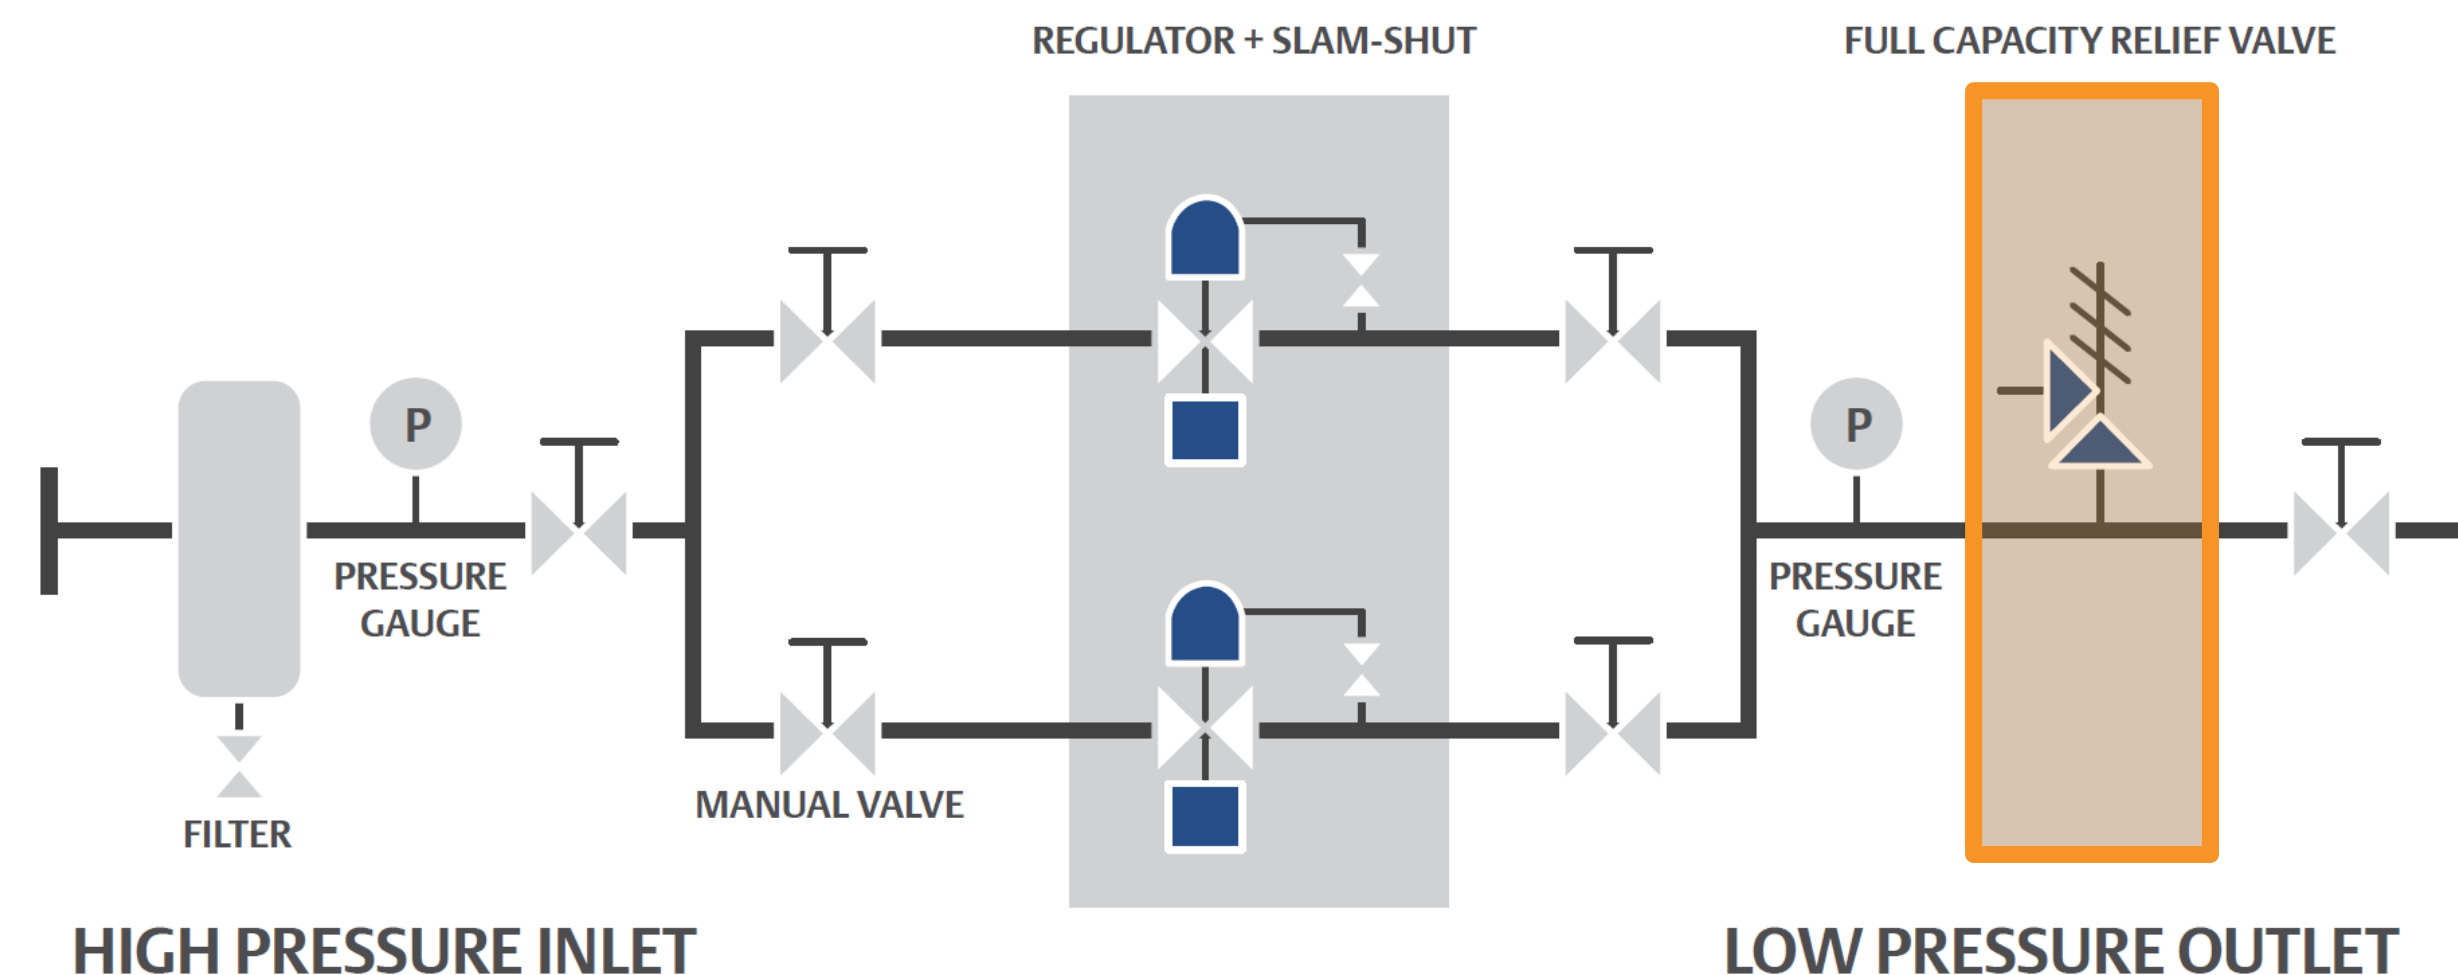 REGULATOR + SLAM-SHUT
FULL CAPACITY RELIEF VALVE
P
P
PRESSURE
GAUGE
PRESSURE
GAUGE
MANUAL VALVE
FILTER
HIGH PRESSURE INLET
LOW PRESSURE OUTLET